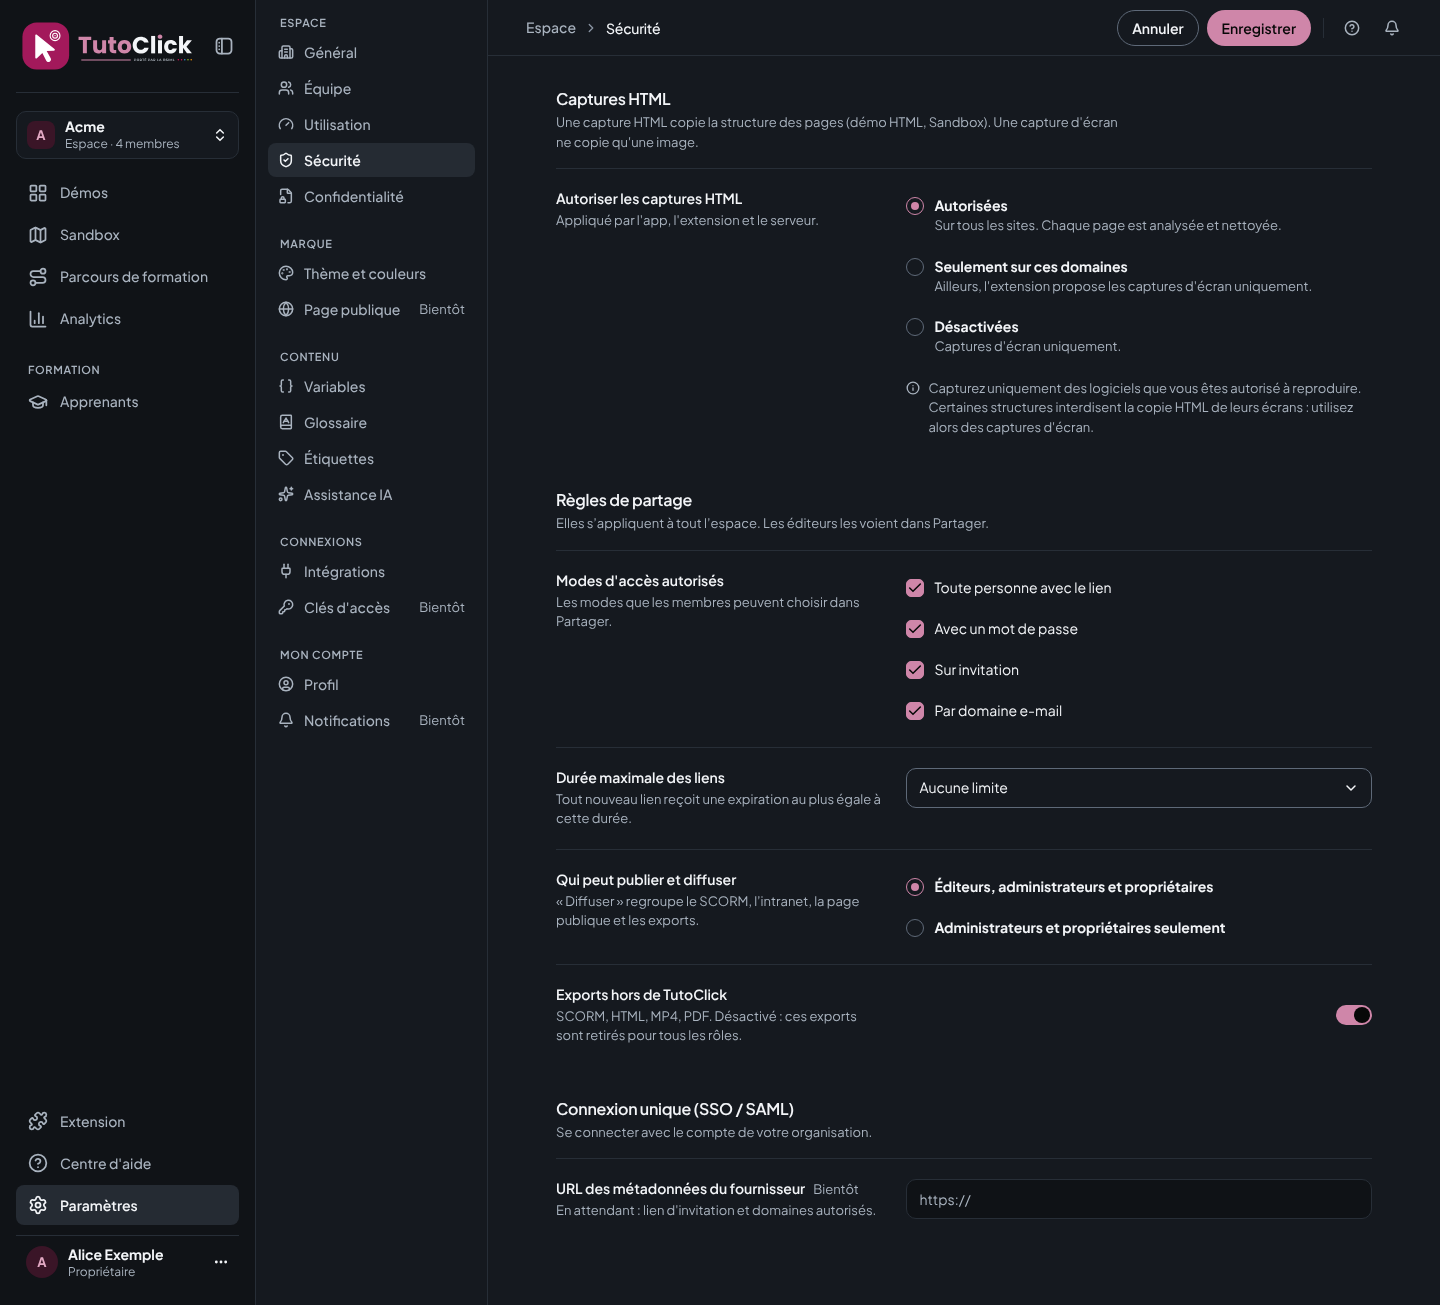 TutoClick
A
Acme
Espace · 4 membres
Démos
Sandbox
Parcours de formation
Analytics
FORMATION
Apprenants
Extension
Centre d'aide
Paramètres
A
Alice Exemple
Propriétaire
ESPACE
Général
Équipe
Utilisation
Sécurité
Confidentialité
MARQUE
Thème et couleurs
Page publique Bientôt
CONTENU
Variables
Glossaire
Étiquettes
Assistance IA
CONNEXIONS
Intégrations
Clés d'accès Bientôt
MON COMPTE
Profil
Notifications Bientôt
Espace > Sécurité
Annuler
Enregistrer
Captures HTML
Une capture HTML copie la structure des pages (démo HTML, Sandbox). Une capture d'écran
ne copie qu'une image.
Autoriser les captures HTML
Appliqué par l'app, l'extension et le serveur.
Autorisées
Sur tous les sites. Chaque page est analysée et nettoyée.
Seulement sur ces domaines
Ailleurs, l'extension propose les captures d'écran uniquement.
Désactivées
Captures d'écran uniquement.
Capturez uniquement des logiciels que vous êtes autorisé à reproduire.
Certaines structures interdisent la copie HTML de leurs écrans : utilisez
alors des captures d'écran.
Règles de partage
Elles s'appliquent à tout l'espace. Les éditeurs les voient dans Partager.
Modes d'accès autorisés
Les modes que les membres peuvent choisir dans
Partager.
Toute personne avec le lien
Avec un mot de passe
Sur invitation
Par domaine e-mail
Durée maximale des liens
Tout nouveau lien reçoit une expiration au plus égale à
cette durée.
Aucune limite
Qui peut publier et diffuser
« Diffuser » regroupe le SCORM, l'intranet, la page
publique et les exports.
Éditeurs, administrateurs et propriétaires
Administrateurs et propriétaires seulement
Exports hors de TutoClick
SCORM, HTML, MP4, PDF. Désactivé : ces exports
sont retirés pour tous les rôles.
Connexion unique (SSO / SAML)
Se connecter avec le compte de votre organisation.
URL des métadonnées du fournisseur Bientôt
En attendant : lien d'invitation et domaines autorisés.
https://